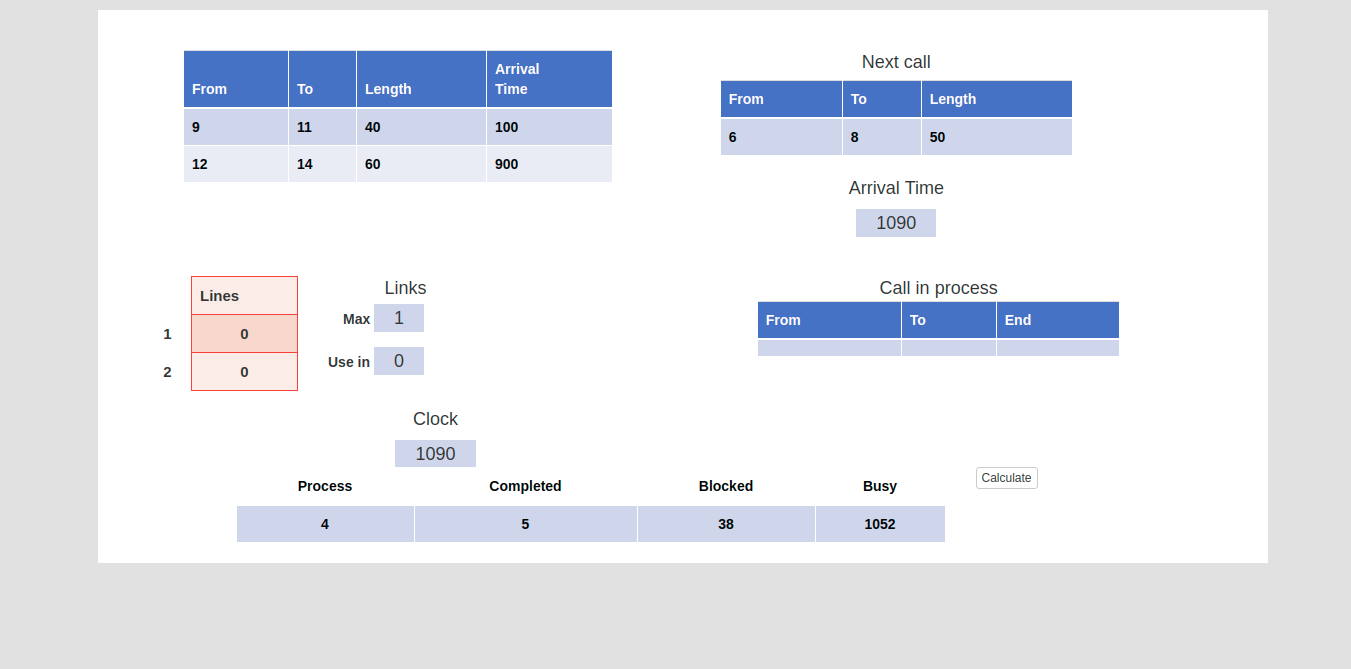 From To Length Arrival Time
9 11 40 100
12 14 60 900
Next call
From To Length
6 8 50
Arrival Time
1090
Lines
1 0
2 0
Links
Max 1
Use in 0
Call in process
From To End
Clock
1090
Process Completed Blocked Busy
4 5 38 1052
Calculate